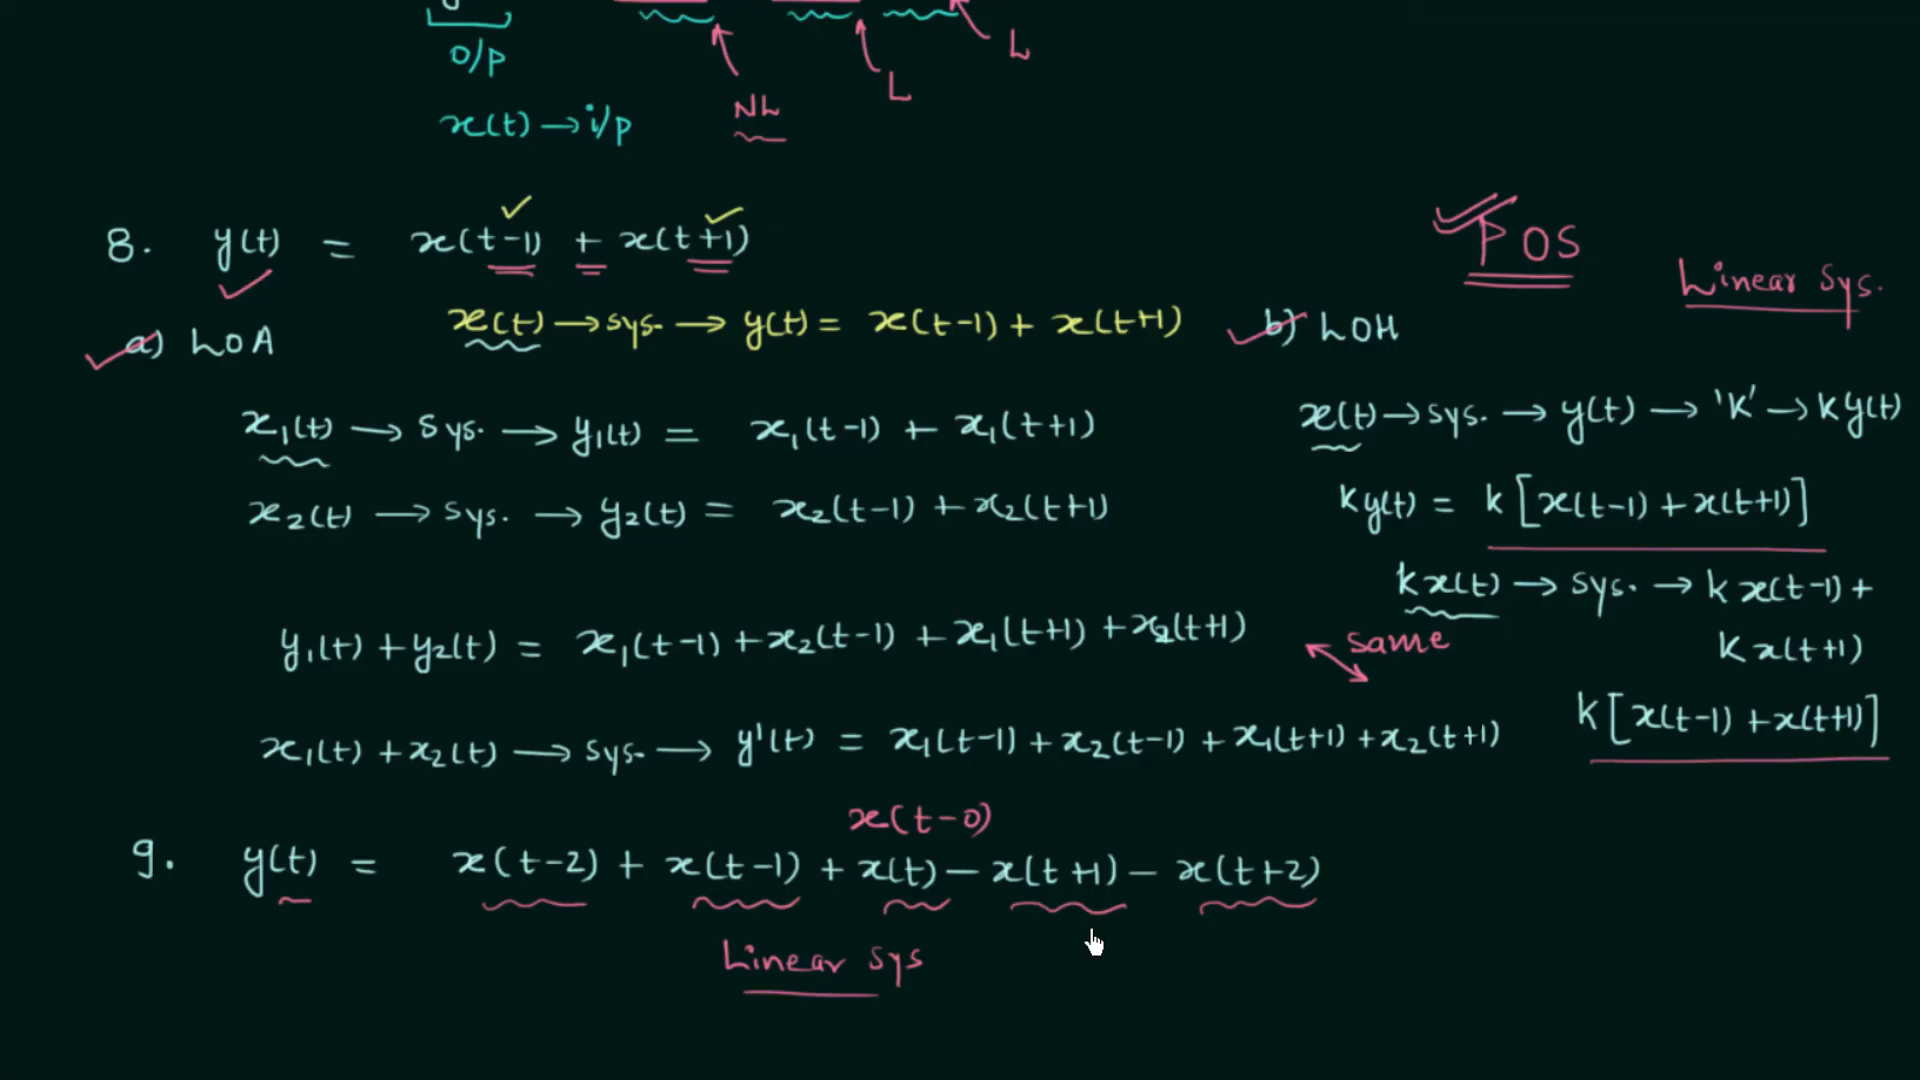 O/P
L
L
NL
x(t) → i/p
8. y(t) = x(t-1) + x(t+1)
POS
Linear Sys.
a) LOA
x(t) → sys. → y(t) = x(t-1) + x(t+1)
b) LOH
x₁(t) → Sys. → y₁(t) = x₁(t-1) + x₁(t+1)
x(t) → sys. → y(t) → 'K' → ky(t)
x₂(t) → Sys. → y₂(t) = x₂(t-1) + x₂(t+1)
ky(t) = k[x(t-1) + x(t+1)]
kx(t) → Sys. → k x(t-1) +
k x(t+1)
y₁(t) + y₂(t) = x₁(t-1) + x₂(t-1) + x₁(t+1) + x₂(t+1)
same
k[x(t-1) + x(t+1)]
x₁(t) + x₂(t) → Sys. → y'(t) = x₁(t-1) + x₂(t-1) + x₁(t+1) + x₂(t+1)
x(t-0)
9. y(t) = x(t-2) + x(t-1) + x(t) - x(t+1) - x(t+2)
Linear Sys